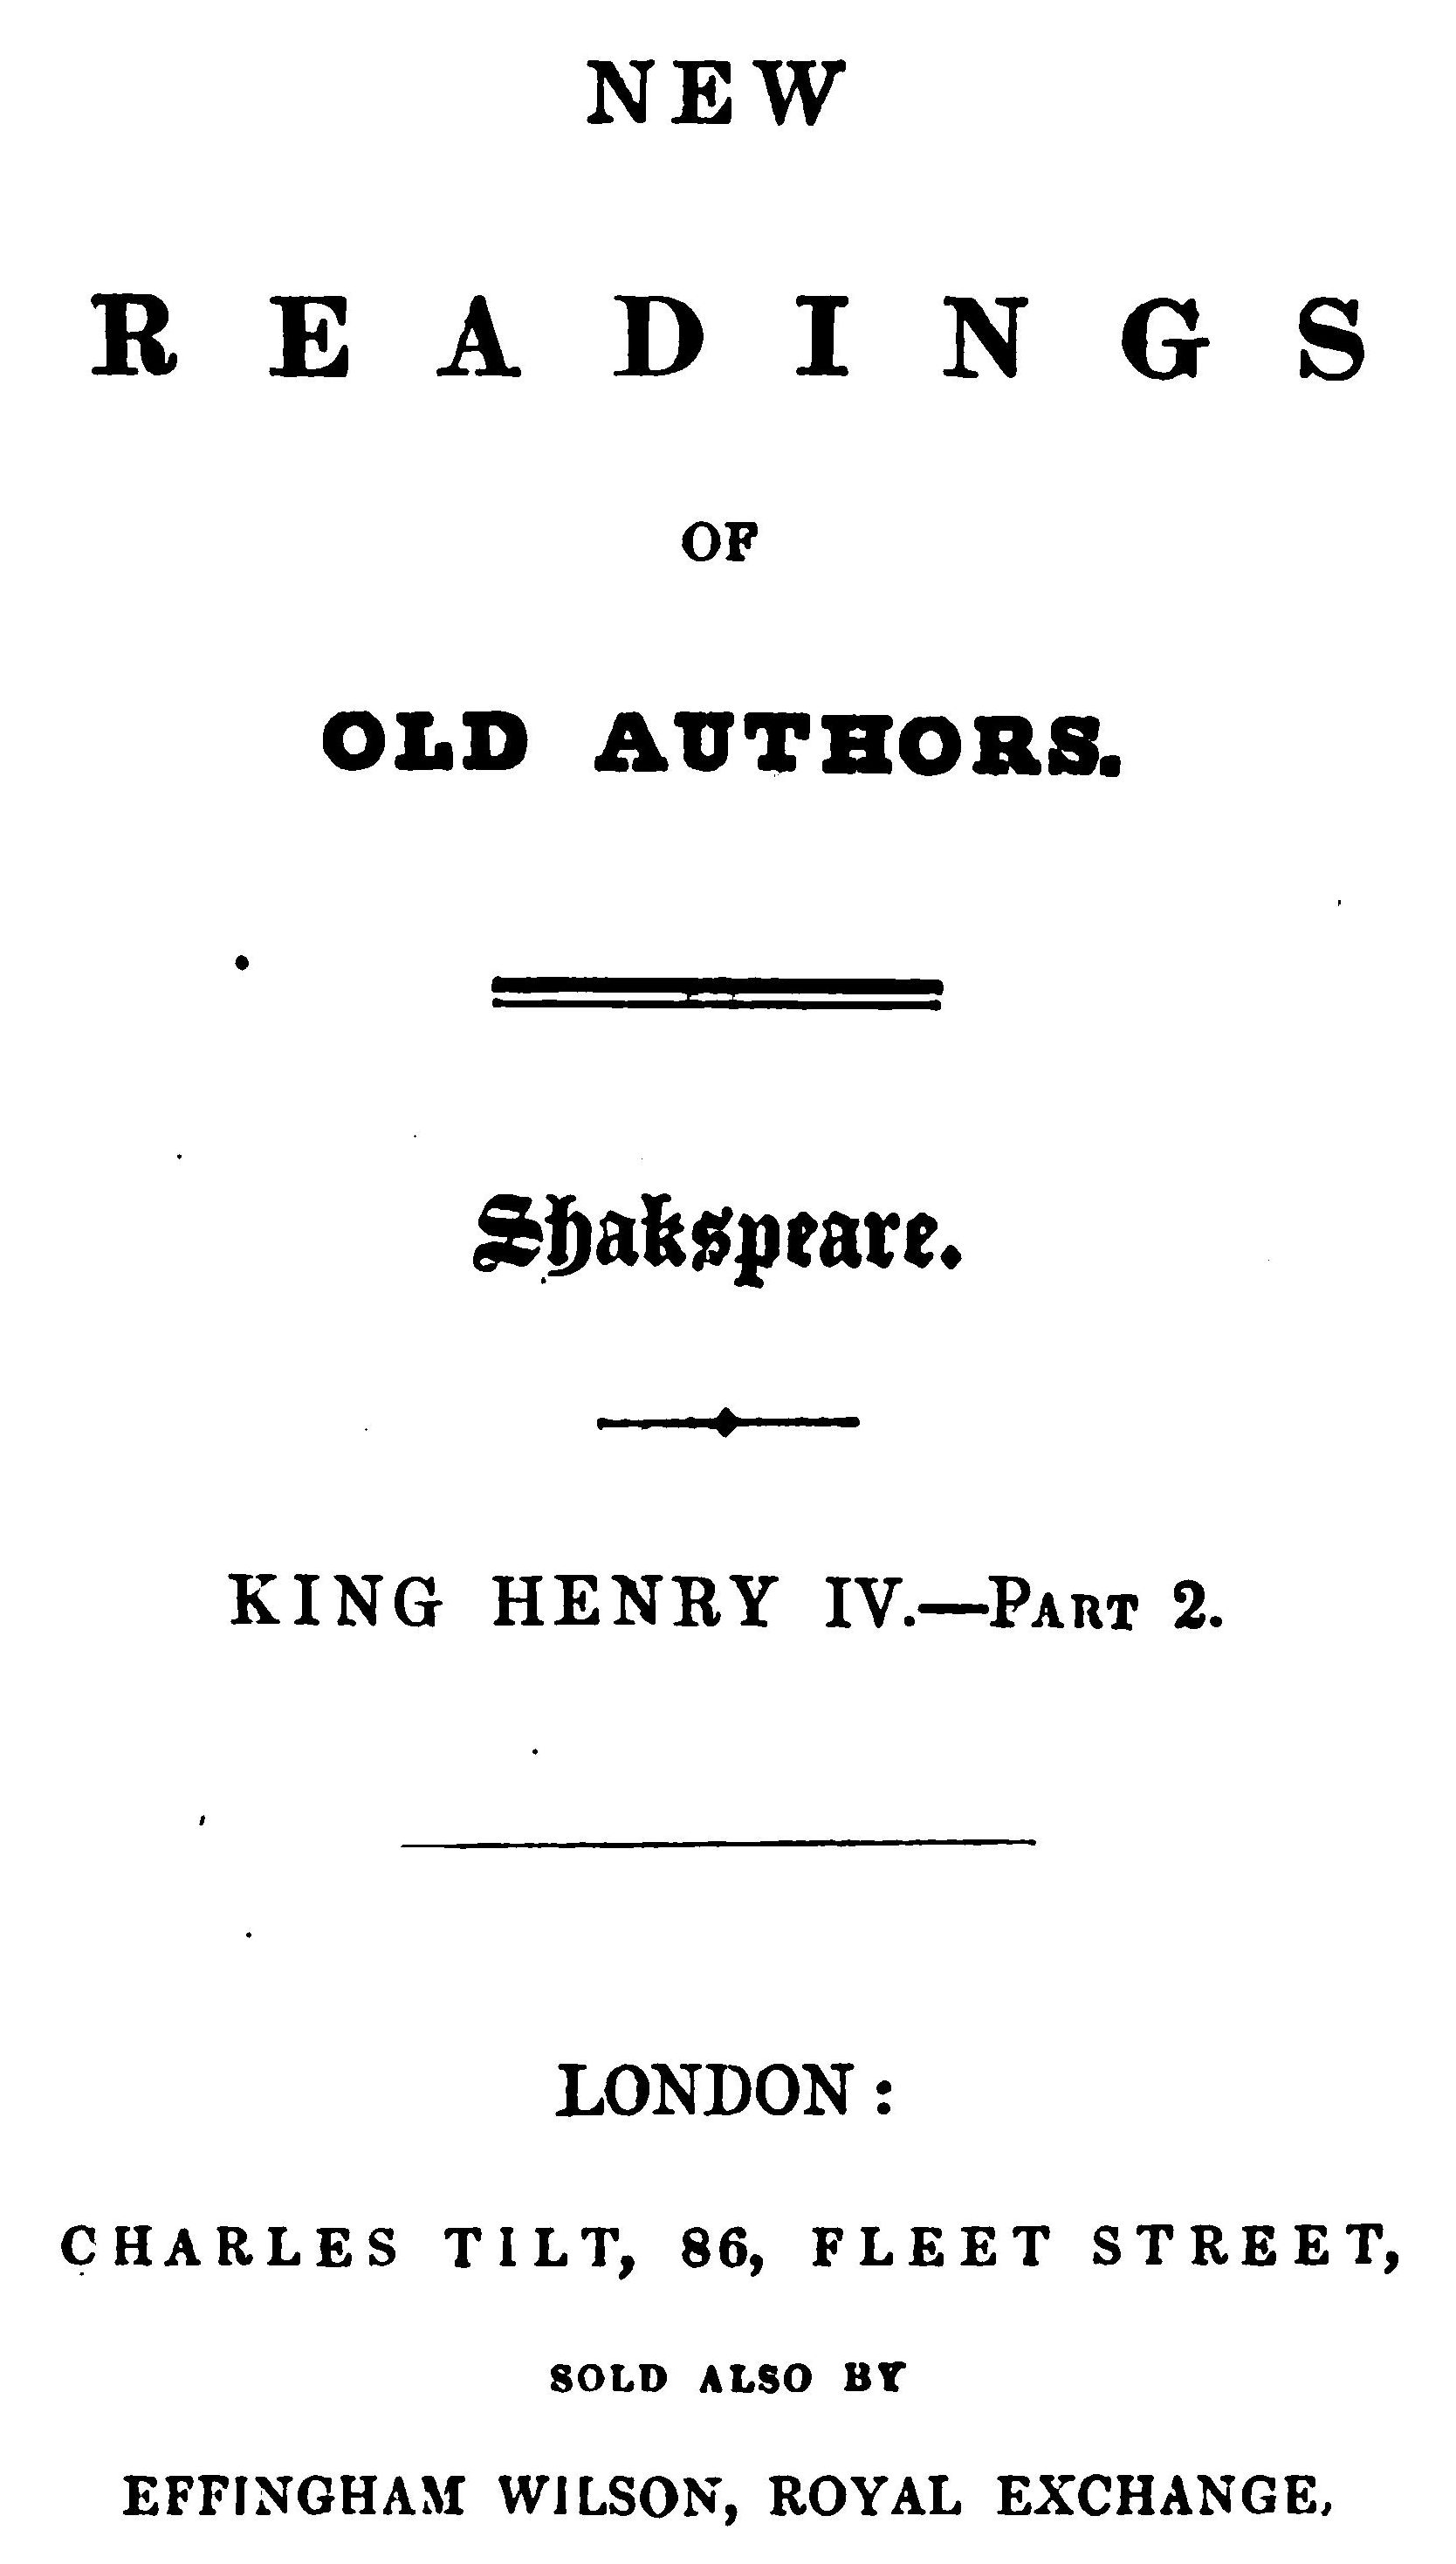 NEW
READINGS
OF
OLD AUTHORS.
Shakspeare.
KING HENRY IV.—PART 2.
LONDON:
CHARLES TILT, 86, FLEET STREET,
SOLD ALSO BY
EFFINGHAM WILSON, ROYAL EXCHANGE,